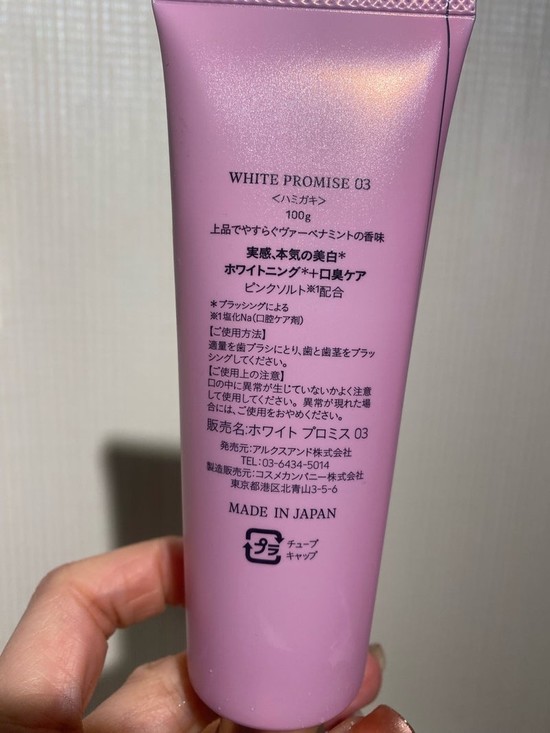 WHITE PROMISE 03
＜ハミガキ＞
100g
上品でやすらぐヴァーベナミントの香味
実感、本気の美白＊
ホワイトニング＊＋口臭ケア
ピンクソルト※1配合
＊ブラッシングによる
※1塩化Na（口腔ケア剤）
【ご使用方法】
適量を歯ブラシにとり、歯と歯茎をブラッ
シングしてください。
【ご使用上の注意】
口の中に異常が生じていないかよく注意
して使用してください。異常が現れた場
合には、ご使用をおやめください。
販売名:ホワイト プロミス 03
発売元:アルクスアンド株式会社
TEL:03-6434-5014
製造販売元:コスメカンパニー株式会社
東京都港区北青山3-5-6
MADE IN JAPAN
プラ
チューブ
キャップ